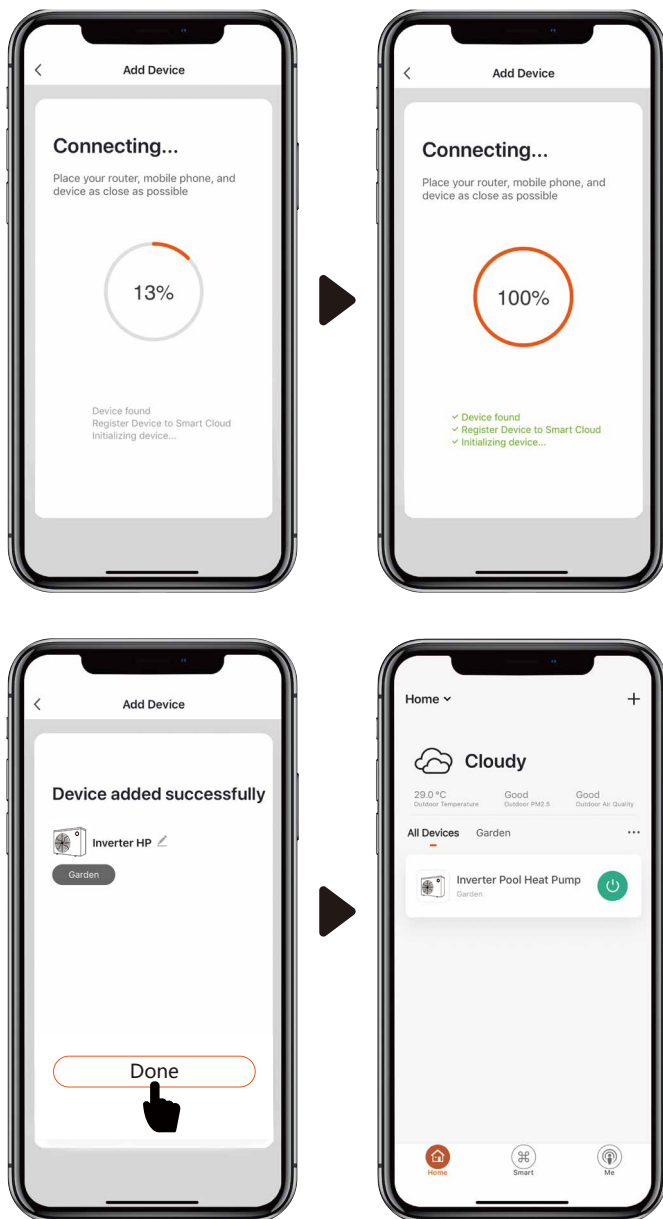 Add Device
Connecting...
Place your router, mobile phone, and
device as close as possible
13%
Device found
Register Device to Smart Cloud
Initializing device...
Add Device
Connecting...
Place your router, mobile phone, and
device as close as possible
100%
Device found
Register Device to Smart Cloud
Initializing device...
Add Device
Device added successfully
Inverter HP
Garden
Done
Home
Cloudy
29.0 °C Good Good
Outdoor Temperature Outdoor PM2.5 Outdoor Air Quality
All Devices Garden
Inverter Pool Heat Pump
Garden
Home Smart Me